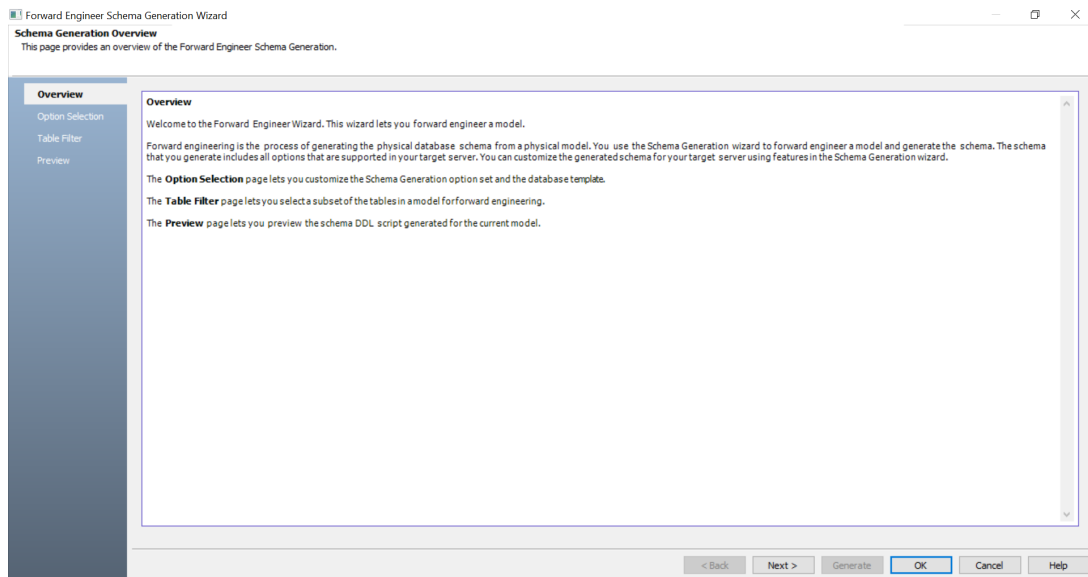 Forward Engineer Schema Generation Wizard
Schema Generation Overview
This page provides an overview of the Forward Engineer Schema Generation.
Overview
Option Selection
Table Filter
Preview
Overview
Welcome to the Forward Engineer Wizard. This wizard lets you forward engineer a model.
Forward engineering is the process of generating the physical database schema from a physical model. You use the Schema Generation wizard to forward engineer a model and generate the schema. The schema
that you generate includes all options that are supported in your target server. You can customize the generated schema for your target server using features in the Schema Generation wizard.
The Option Selection page lets you customize the Schema Generation option set and the database template.
The Table Filter page lets you select a subset of the tables in a model forforward engineering.
The Preview page lets you preview the schema DDL script generated for the current model.
< Back Next > Generate OK Cancel Help